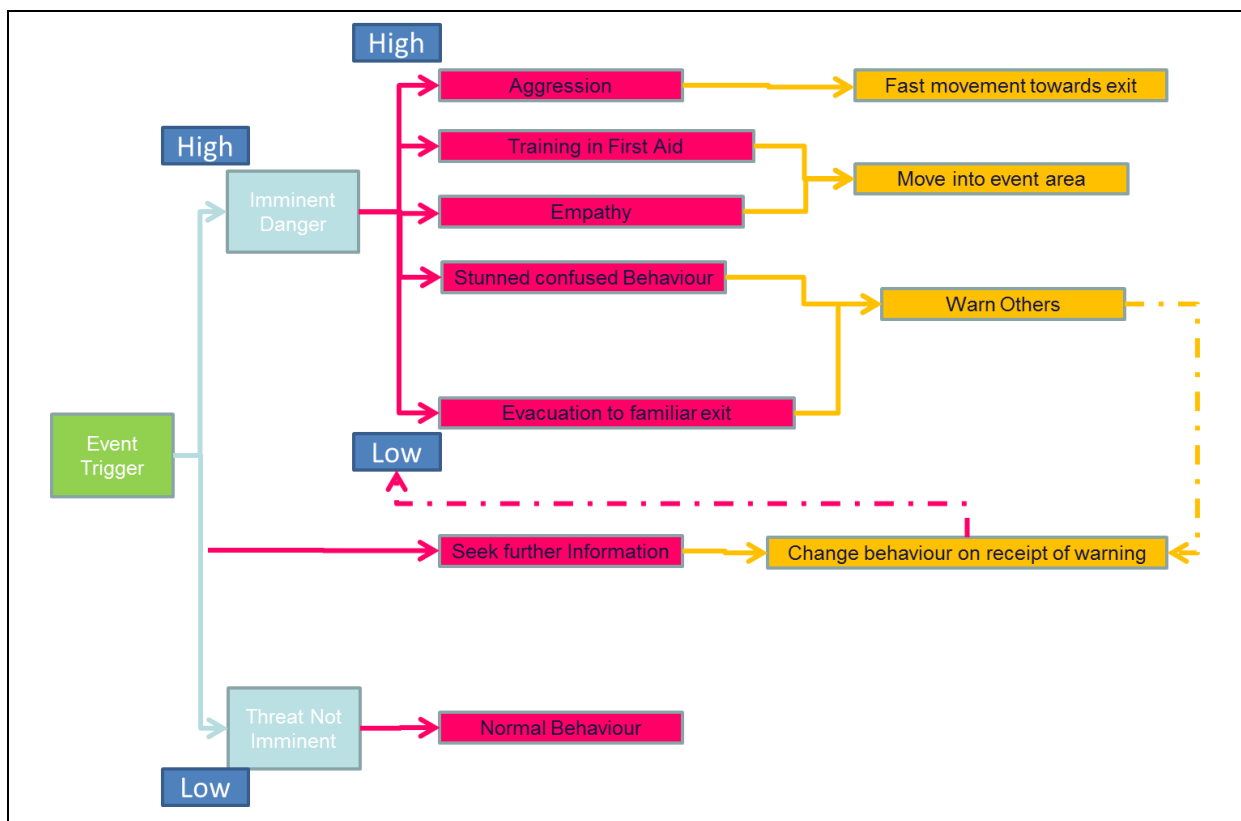 High
Aggression
Fast movement towards exit
High
Training in First Aid
Move into event area
Imminent
Danger
Empathy
Stunned confused Behaviour
Warn Others
Evacuation to familiar exit
Event
Trigger
Low
Seek further Information
Change behaviour on receipt of warning
Threat Not
Imminent
Normal Behaviour
Low